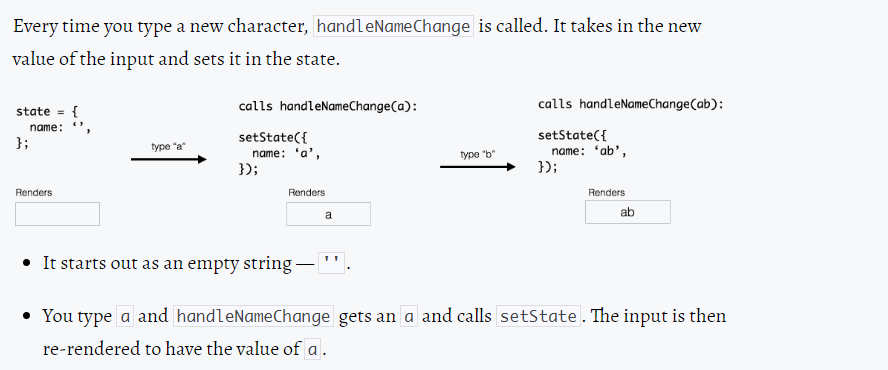 Every time you type a new character, handleNameChange is called. It takes in the new
value of the input and sets it in the state.
state = {
name: ‘’,
};
type "a"
Renders
calls handleNameChange(a):
setState({
name: ‘a’,
});
Renders
a
type "b"
calls handleNameChange(ab):
setState({
name: ‘ab’,
});
Renders
ab
• It starts out as an empty string — ''.
• You type a and handleNameChange gets an a and calls setState. The input is then
re-rendered to have the value of a.